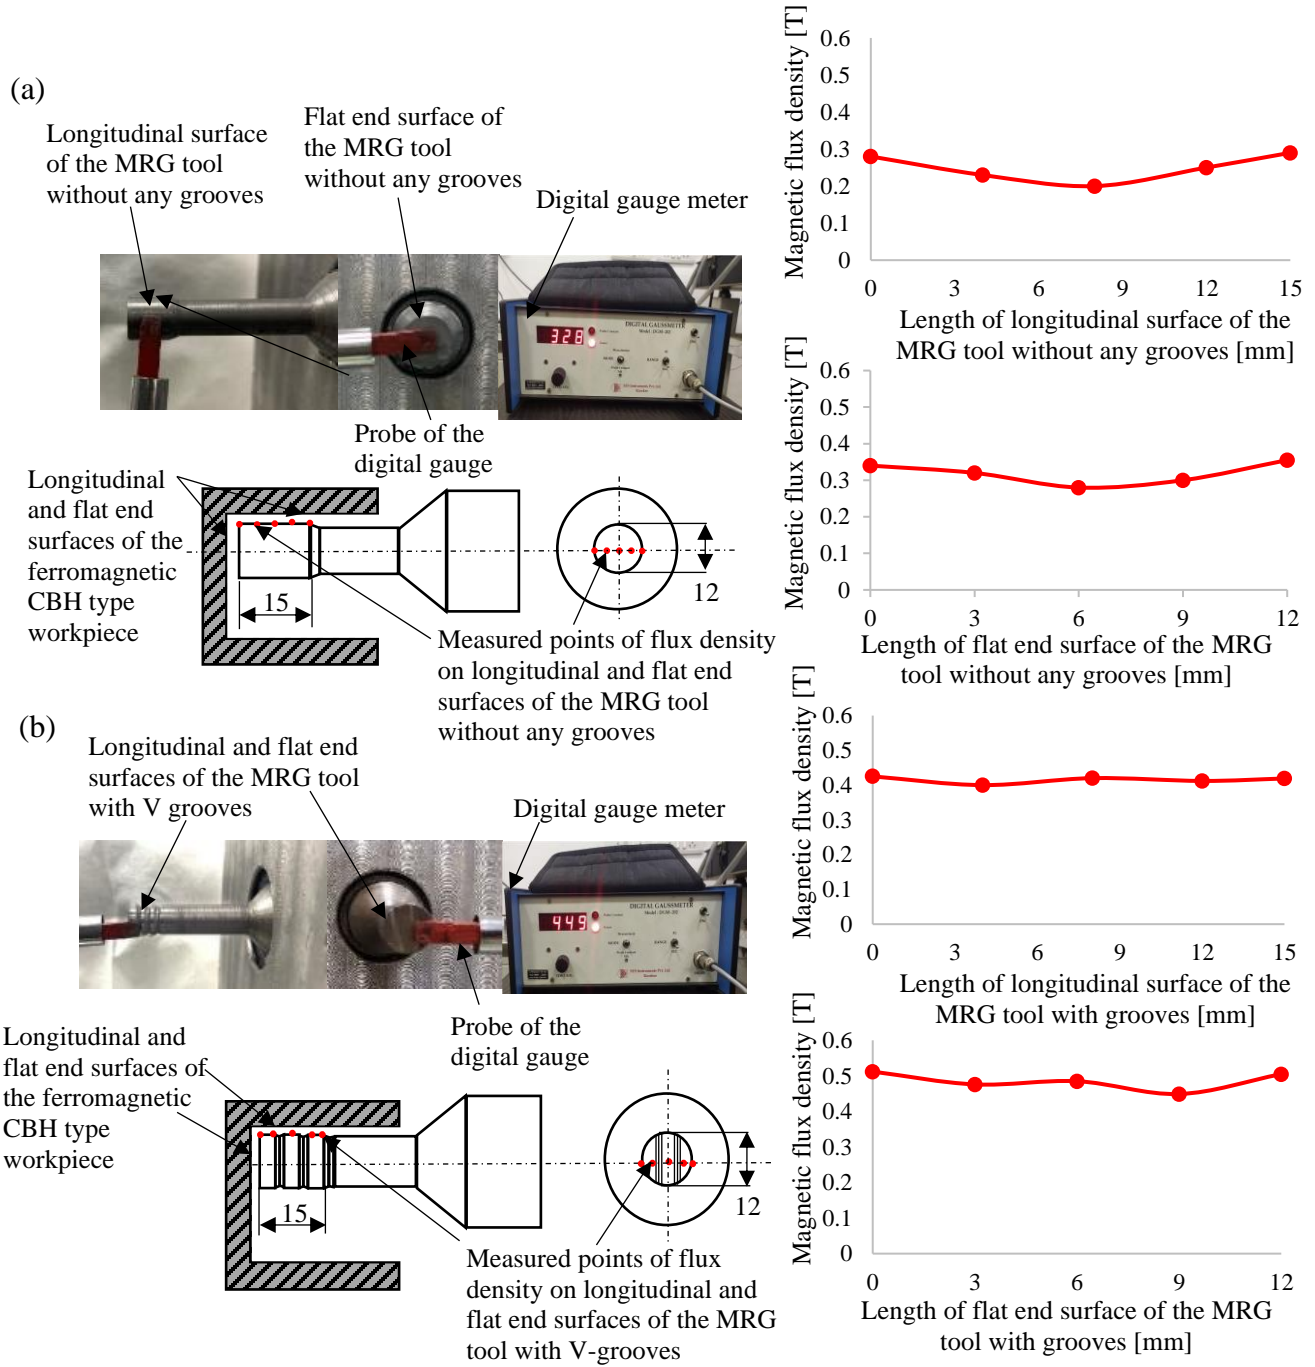 (a)
Longitudinal surface
of the MRG tool
without any grooves
Flat end surface of
the MRG tool
without any grooves
Digital gauge meter
328
DIGITAL GAUSSMETER
Probe of the
digital gauge
Longitudinal
and flat end
surfaces of the
ferromagnetic
CBH type
workpiece
15
12
Measured points of flux density
on longitudinal and flat end
surfaces of the MRG tool
without any grooves
Magnetic flux density [T]
0.6
0.5
0.4
0.3
0.2
0.1
0
0 3 6 9 12 15
Length of longitudinal surface of the
MRG tool without any grooves [mm]
Magnetic flux density [T]
0.6
0.5
0.4
0.3
0.2
0.1
0
0 3 6 9 12
Length of flat end surface of the MRG
tool without any grooves [mm]
(b)
Longitudinal and flat end
surfaces of the MRG tool
with V grooves
Digital gauge meter
449
DIGITAL GAUSSMETER
Probe of the
digital gauge
Longitudinal and
flat end surfaces of
the ferromagnetic
CBH type
workpiece
15
12
Measured points of flux
density on longitudinal and
flat end surfaces of the MRG
tool with V-grooves
Magnetic flux density [T]
0.6
0.5
0.4
0.3
0.2
0.1
0
0 3 6 9 12 15
Length of longitudinal surface of the
MRG tool with grooves [mm]
Magnetic flux density [T]
0.6
0.5
0.4
0.3
0.2
0.1
0
0 3 6 9 12
Length of flat end surface of the MRG
tool with grooves [mm]